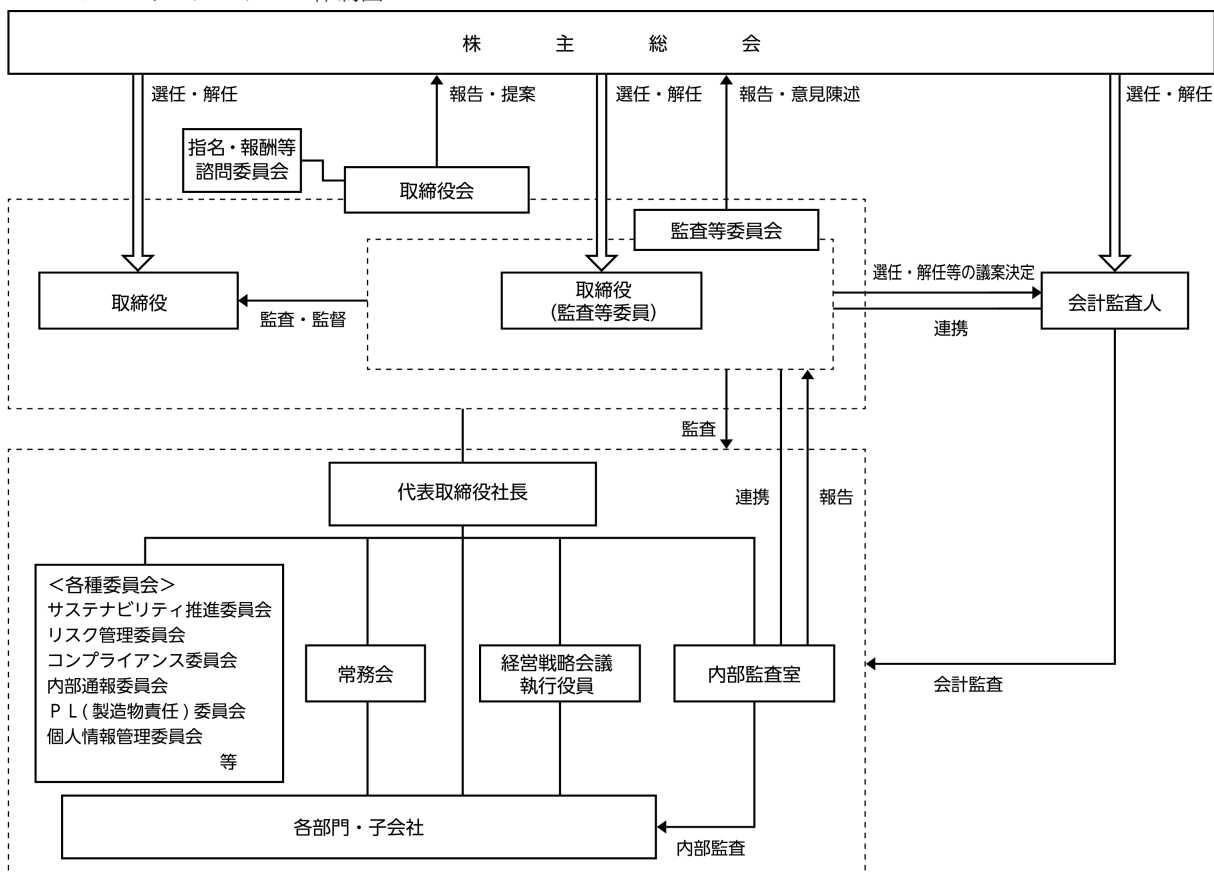 株主総会
選任・解任
報告・提案
選任・解任
報告・意見陳述
選任・解任
指名・報酬等
諮問委員会
取締役会
監査等委員会
取締役
監査・監督
取締役
(監査等委員)
選任・解任等の議案決定
連携
会計監査人
監査
代表取締役社長
連携
報告
<各種委員会>
サステナビリティ推進委員会
リスク管理委員会
コンプライアンス委員会
内部通報委員会
PL(製造物責任)委員会
個人情報管理委員会
等
常務会
経営戦略会議
執行役員
内部監査室
会計監査
各部門・子会社
内部監査